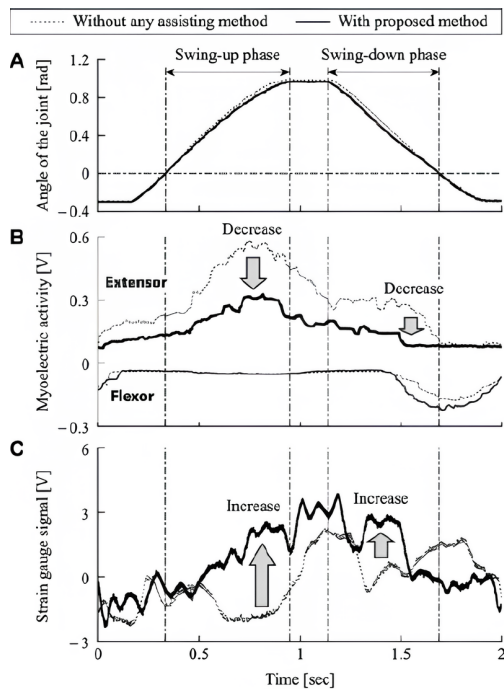 Without any assisting method With proposed method
A
Swing-up phase Swing-down phase
Angle of the joint [rad]
1.2
0.8
0.4
0
−0.4
B
Myoelectric activity [V]
0.6
0.3
0
−0.3
Decrease
Extensor
Decrease
Flexor
C
Strain gauge signal [V]
6
3
0
−3
Increase Increase
0 0.5 1 1.5 2
Time [sec]